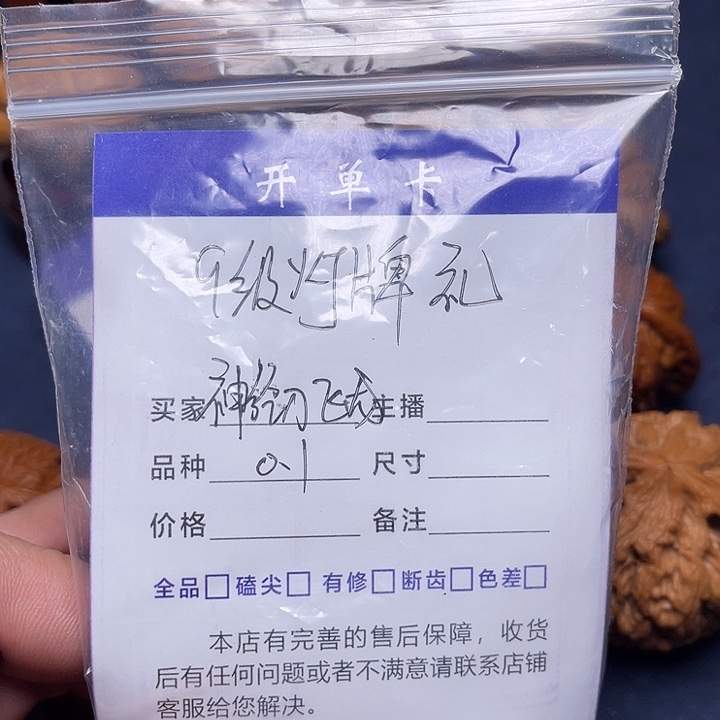 开单卡
9级灯牌礼
买家 神 飞龙 主播
品种 0.1 尺寸
价格 备注
全品□磕尖□ 有修□断齿□色差□
本店有完善的售后保障，收货
后有任何问题或者不满意请联系店铺
客服给您解决。